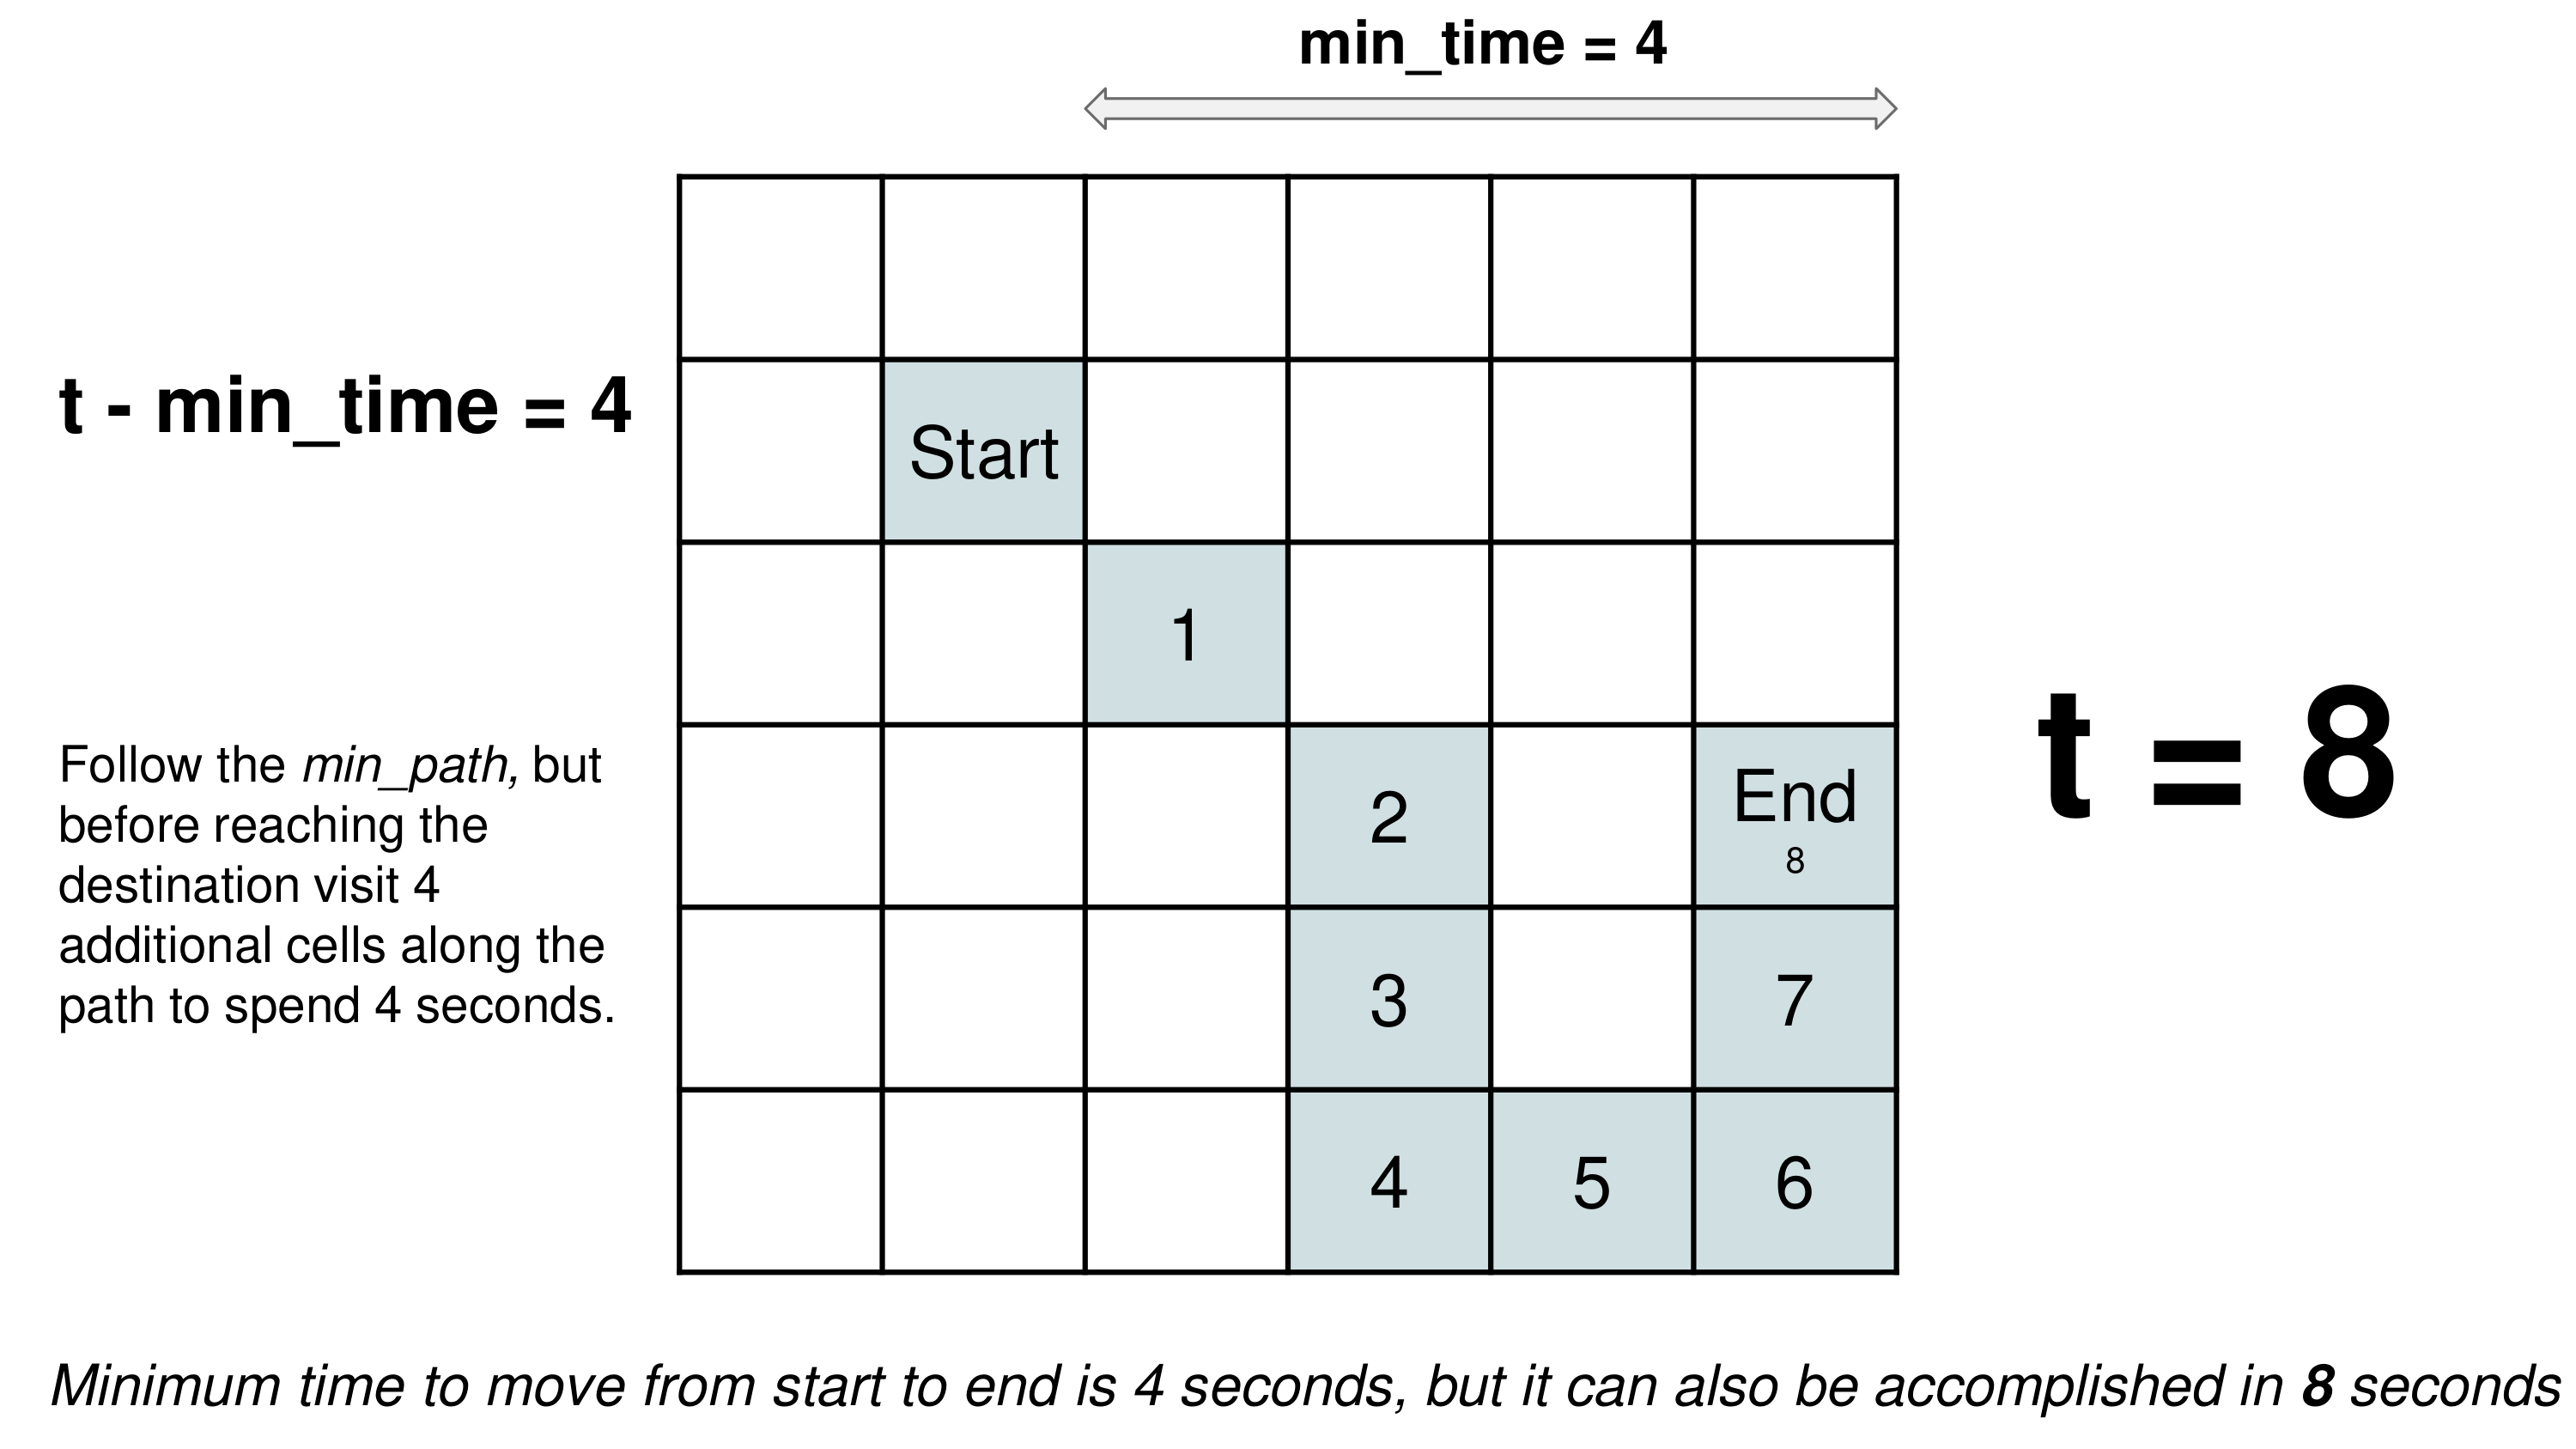 min_time = 4
t - min_time = 4
Start
1
Follow the min_path, but
before reaching the
destination visit 4
additional cells along the
path to spend 4 seconds.
2
End
8
t = 8
3
7
4
5
6
Minimum time to move from start to end is 4 seconds, but it can also be accomplished in 8 seconds